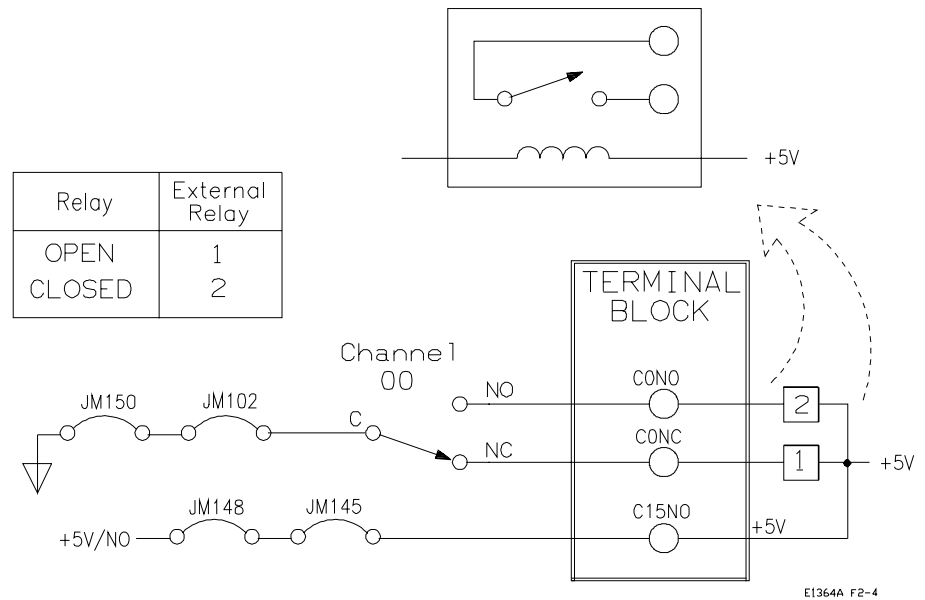 +5V
Relay
External
Relay
OPEN
1
CLOSED
2
TERMINAL
BLOCK
Channel
00
JM150
JM102
C
NO
C0NO
2
NC
C0NC
1
+5V
+5V/NO
JM148
JM145
C15NO
+5V
E1364A F2-4